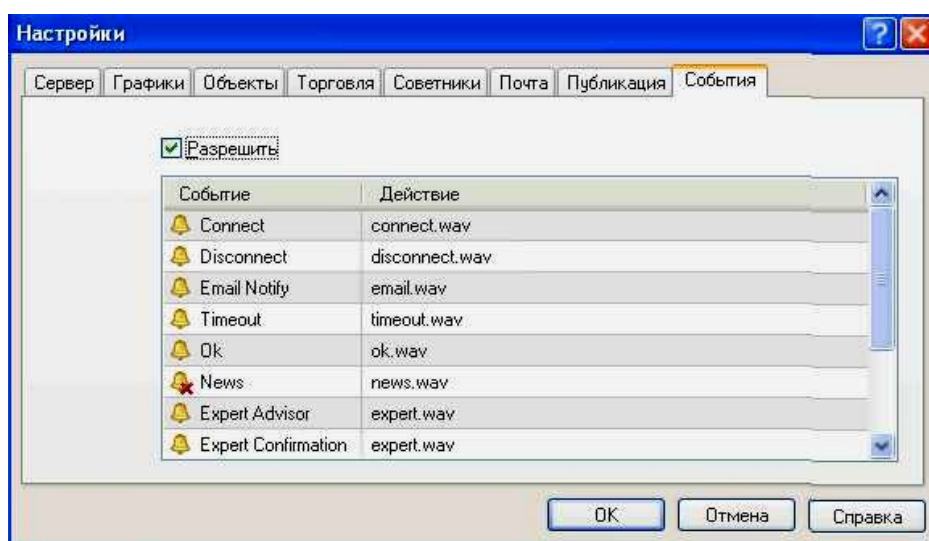 Настройки
Сервер Графики Объекты Торговля Советники Почта Публикация События
Разрешить
Событие Действие
Connect connect.wav
Disconnect disconnect.wav
Email Notify email.wav
Timeout timeout.wav
Ok ok.wav
News news.wav
Expert Advisor expert.wav
Expert Confirmation expert.wav
OK Отмена Справка